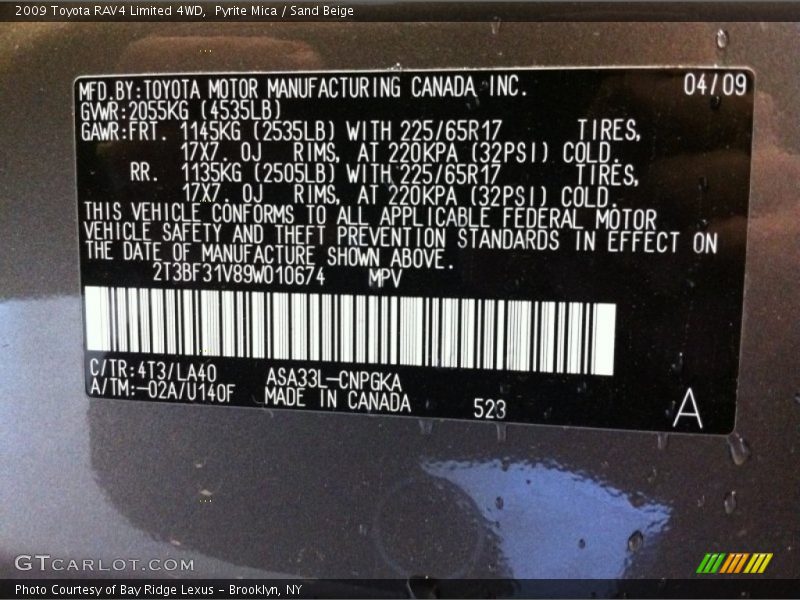 2009 Toyota RAV4 Limited 4WD, Pyrite Mica / Sand Beige
MFD.BY:TOYOTA MOTOR MANUFACTURING CANADA INC. 04/09
GVWR:2055KG (4535LB)
GAWR:FRT. 1145KG (2535LB) WITH 225/65R17 TIRES,
17X7. 0J RIMS, AT 220KPA (32PSI) COLD.
RR. 1135KG (2505LB) WITH 225/65R17 TIRES,
17X7. 0J RIMS, AT 220KPA (32PSI) COLD.
THIS VEHICLE CONFORMS TO ALL APPLICABLE FEDERAL MOTOR
VEHICLE SAFETY AND THEFT PREVENTION STANDARDS IN EFFECT ON
THE DATE OF MANUFACTURE SHOWN ABOVE.
2T3BF31V89W010674 MPV
C/TR:4T3/LA40 ASA33L-CNPGKA
A/TM:-02A/U140F MADE IN CANADA 523 A
GTCARLOT.COM
Photo Courtesy of Bay Ridge Lexus - Brooklyn, NY